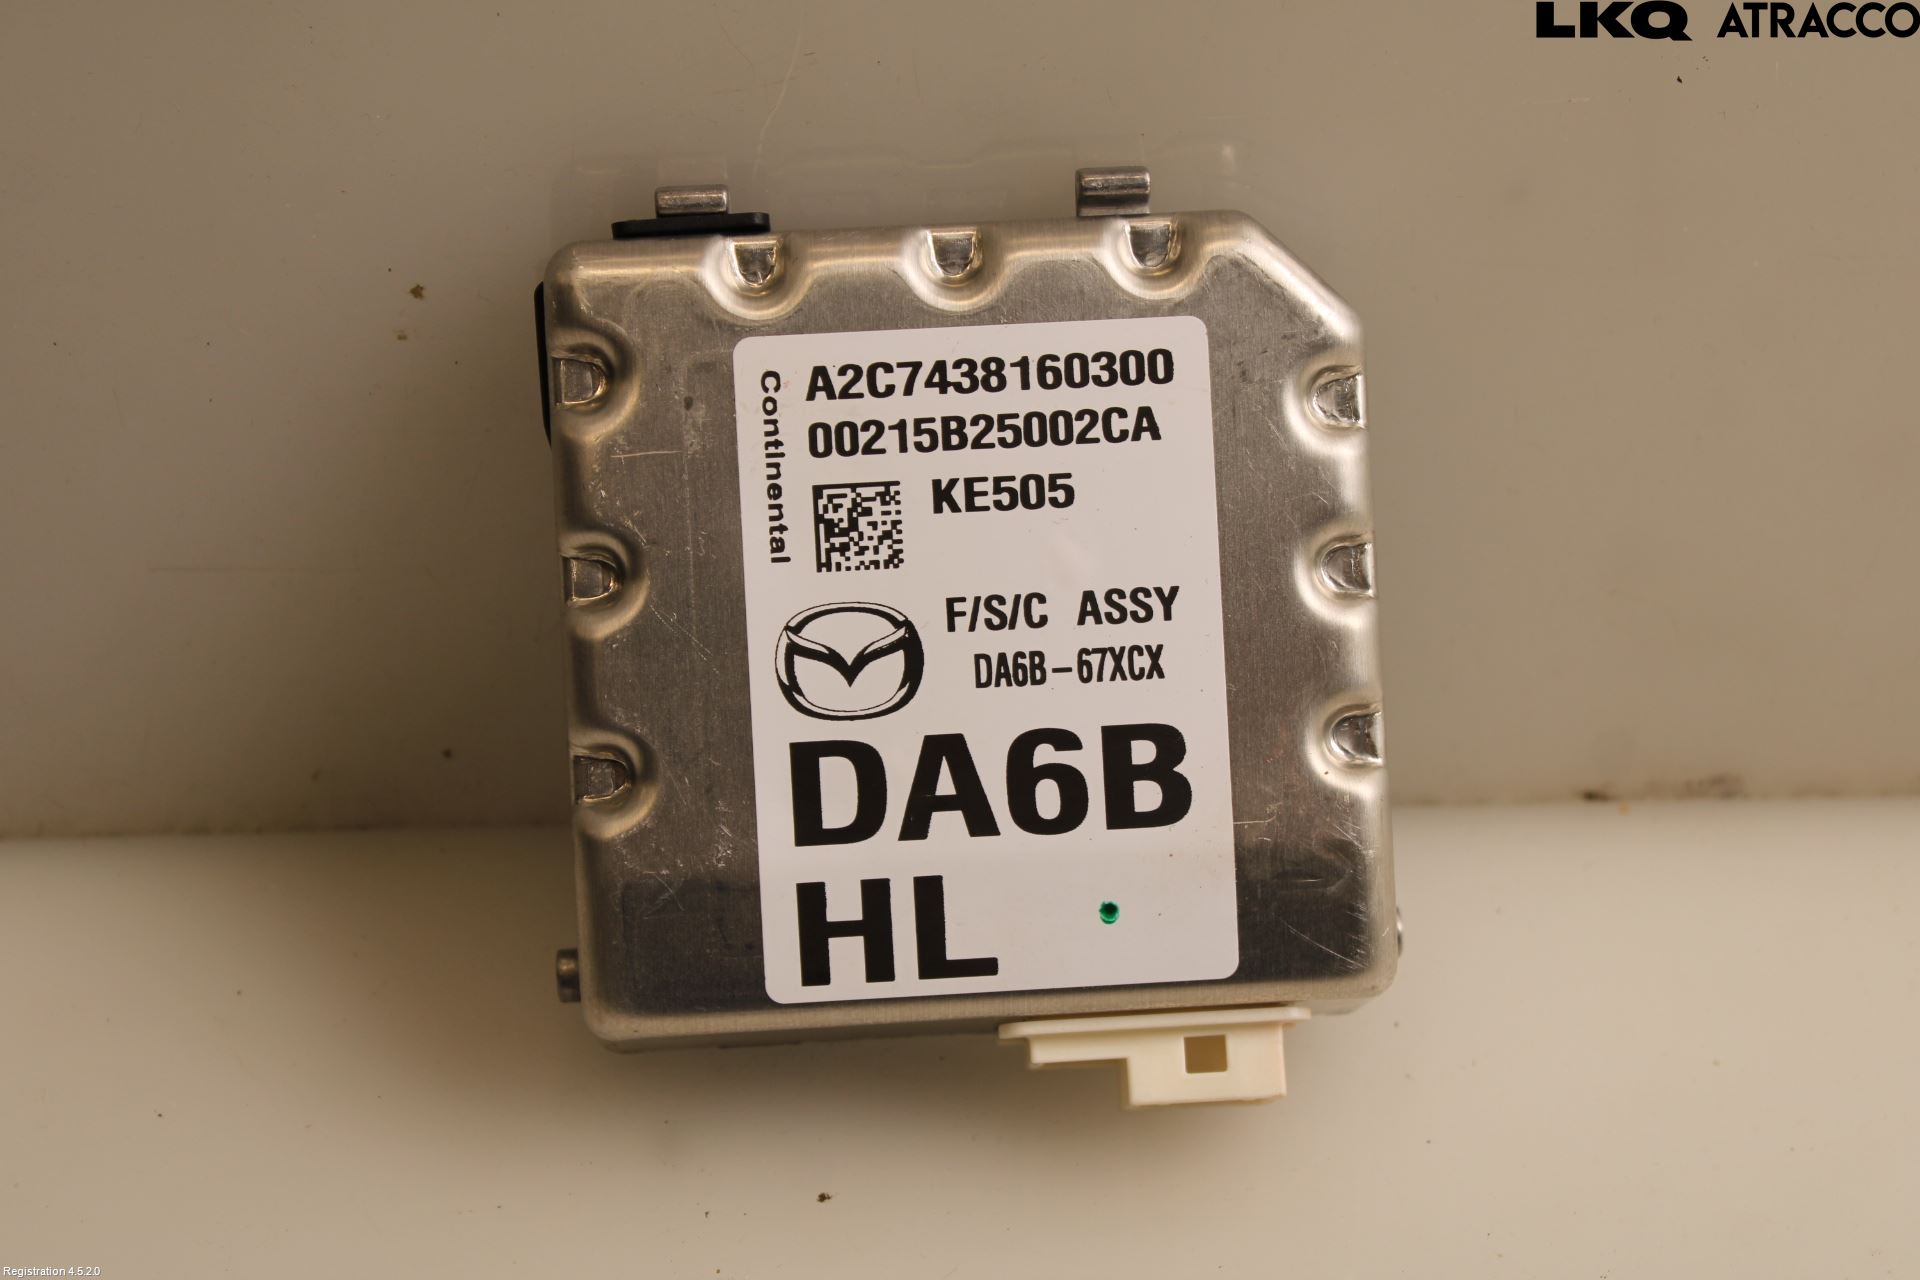 LKQ ATRACCO
Continental
A2C7438160300
00215B25002CA
KE505
F/S/C ASSY
DA6B-67XCX
DA6B
HL
Registration 4.5.2.0